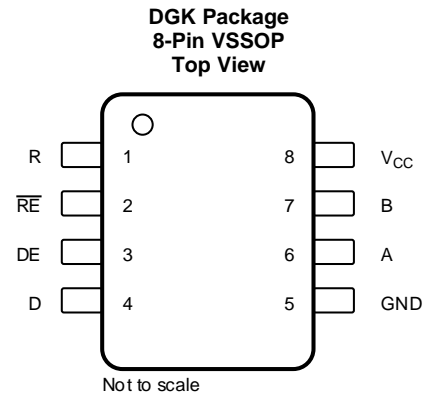 DGK Package
8-Pin VSSOP
Top View
R 1 8 VCC
RE 2 7 B
DE 3 6 A
D 4 5 GND
Not to scale